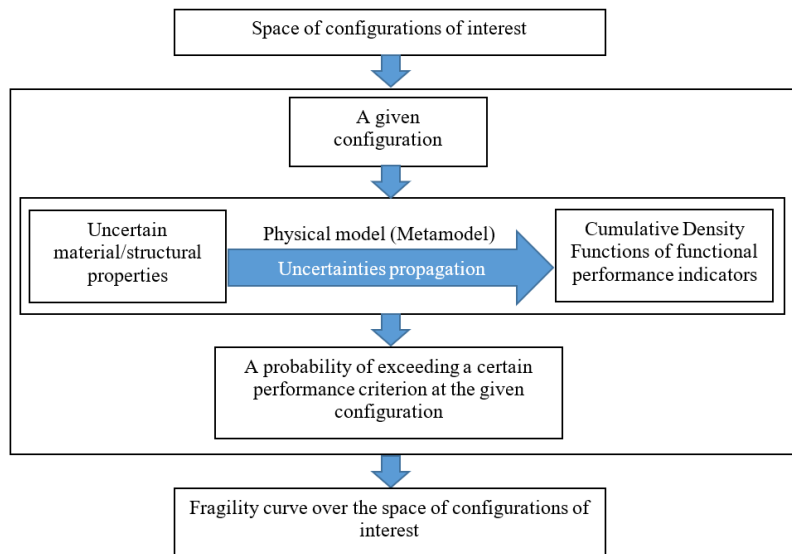 Space of configurations of interest
A given
configuration
Uncertain
material/structural
properties
Physical model (Metamodel)
Uncertainties propagation
Cumulative Density
Functions of functional
performance indicators
A probability of exceeding a certain
performance criterion at the given
configuration
Fragility curve over the space of configurations of
interest